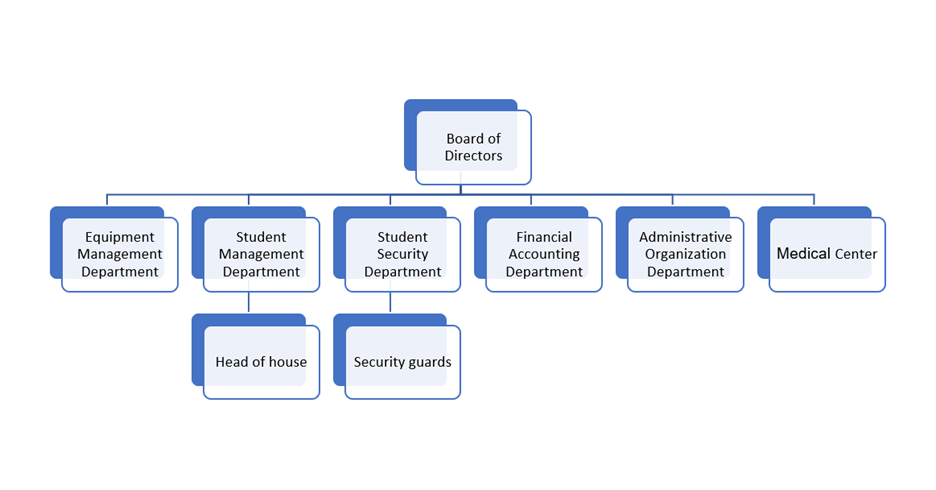 Board of
Directors
Equipment
Management
Department
Student
Management
Department
Student
Security
Department
Financial
Accounting
Department
Administrative
Organization
Department
Medical Center
Head of house
Security guards